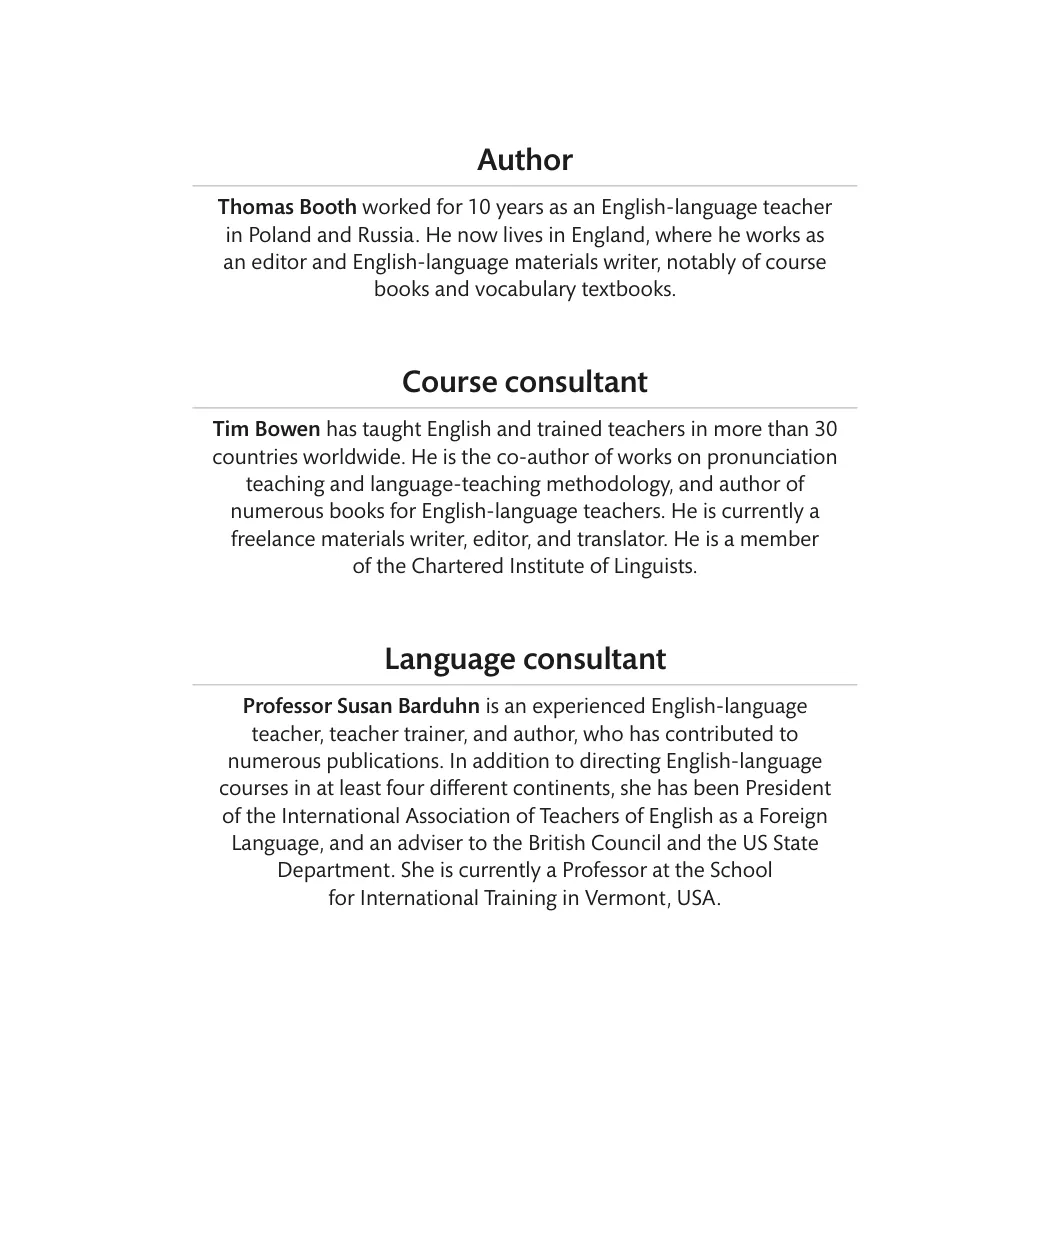 Author
Thomas Booth worked for 10 years as an English-language teacher
in Poland and Russia. He now lives in England, where he works as
an editor and English-language materials writer, notably of course
books and vocabulary textbooks.
Course consultant
Tim Bowen has taught English and trained teachers in more than 30
countries worldwide. He is the co-author of works on pronunciation
teaching and language-teaching methodology, and author of
numerous books for English-language teachers. He is currently a
freelance materials writer, editor, and translator. He is a member
of the Chartered Institute of Linguists.
Language consultant
Professor Susan Barduhn is an experienced English-language
teacher, teacher trainer, and author, who has contributed to
numerous publications. In addition to directing English-language
courses in at least four different continents, she has been President
of the International Association of Teachers of English as a Foreign
Language, and an adviser to the British Council and the US State
Department. She is currently a Professor at the School
for International Training in Vermont, USA.